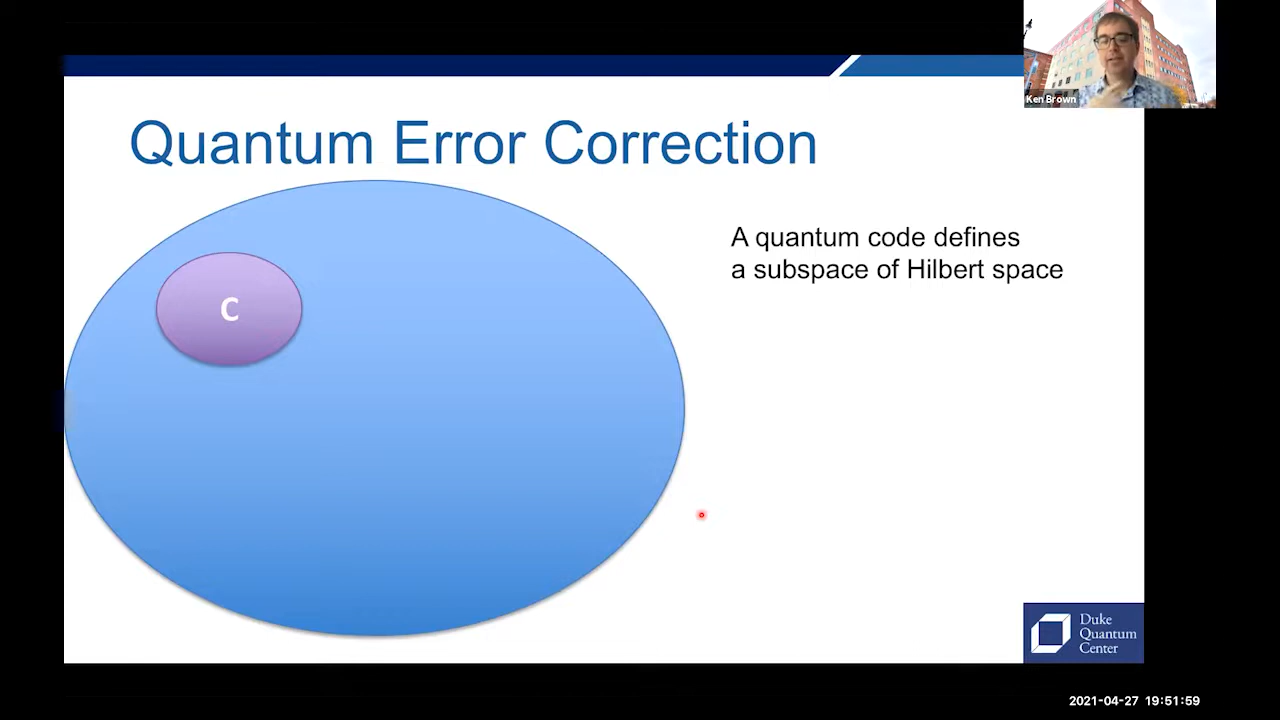 Ken Brown
Quantum Error Correction
A quantum code defines
a subspace of Hilbert space
C
Duke
Quantum
Center
2021-04-27 19:51:59